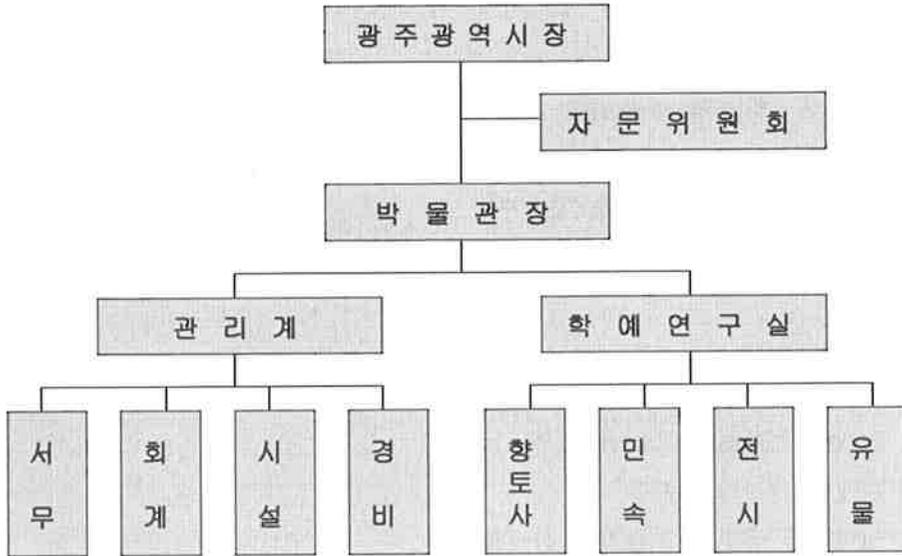 광주광역시장
자문위원회
박물관장
관리계
학예연구실
서무
회계
시설
경비
향토사
민속
전시
유물